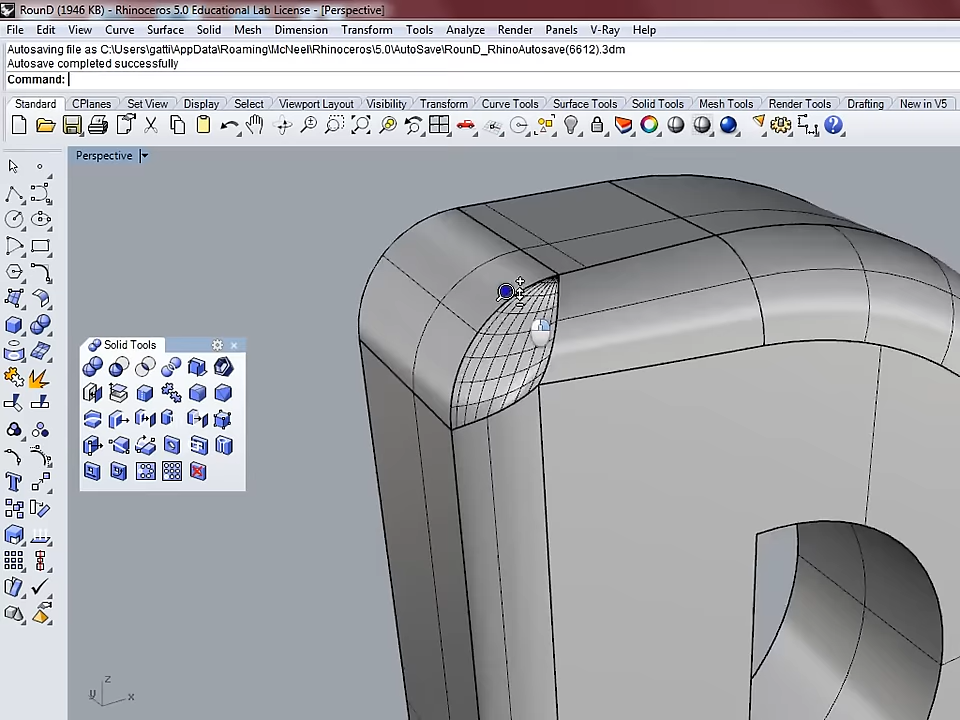 RounD (1946 KB) - Rhinoceros 5.0 Educational Lab License - [Perspective]
File Edit View Curve Surface Solid Mesh Dimension Transform Tools Analyze Render Panels V-Ray Help
Autosaving file as C:\Users\gatti\AppData\Roaming\McNeel\Rhinoceros\5.0\AutoSave\RounD_RhinoAutosave(6612).3dm
Autosave completed successfully
Command:
Standard CPlanes Set View Display Select Viewport Layout Visibility Transform Curve Tools Surface Tools Solid Tools Mesh Tools Render Tools Drafting New in V5
Perspective
Solid Tools
z
y x